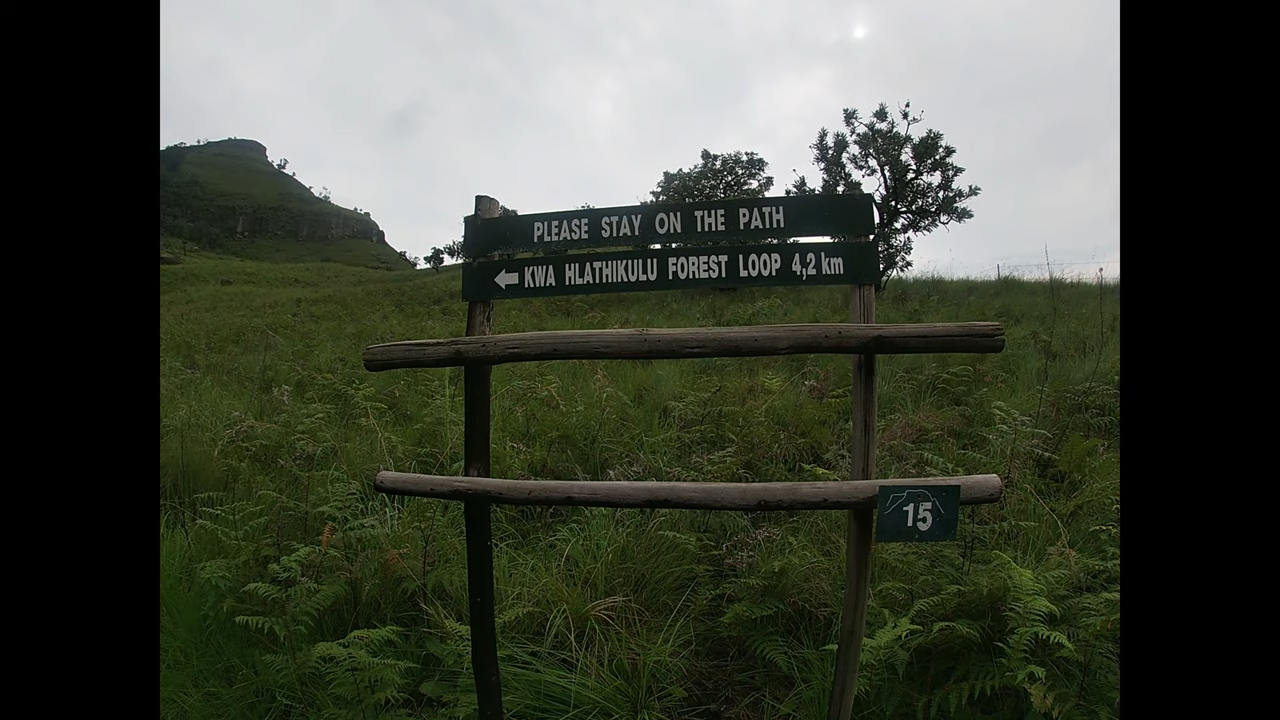 PLEASE STAY ON THE PATH
← KWA HLATHIKULU FOREST LOOP 4,2 km
15